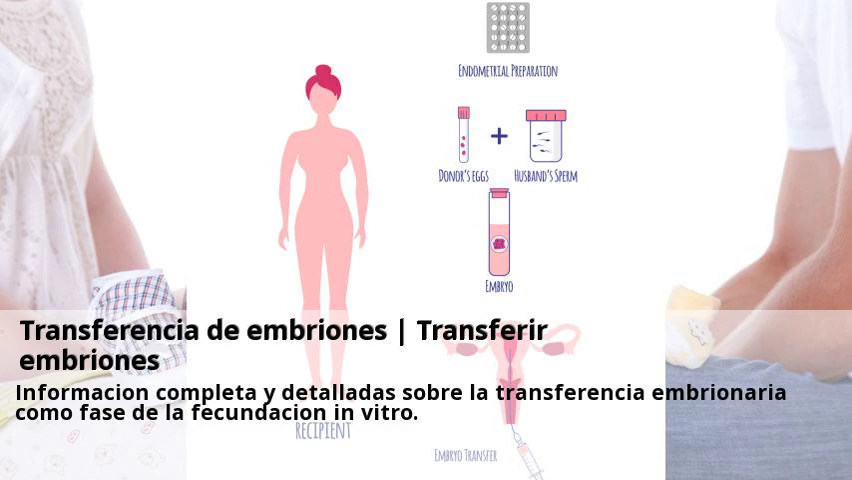 ENDOMETRIAL PREPARATION
DONOR'S EGGS
HUSBAND'S SPERM
EMBRYO
Transferencia de embriones | Transferir
embriones
Informacion completa y detalladas sobre la transferencia embrionaria
como fase de la fecundacion in vitro.
RECIPIENT
EMBRYO TRANSFER